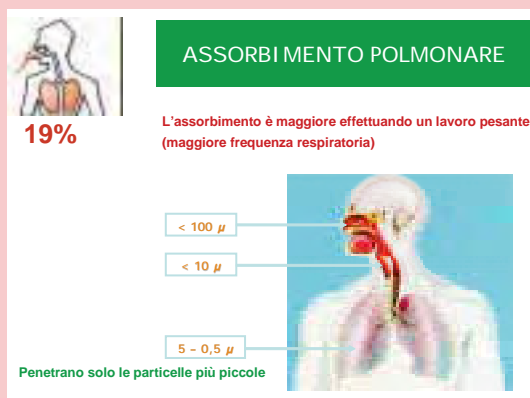 ASSORBIMENTO POLMONARE
19%
L'assorbimento è maggiore effettuando un lavoro pesante
(maggiore frequenza respiratoria)
< 100 µ
< 10 µ
5 – 0,5 µ
Penetrano solo le particelle più piccole